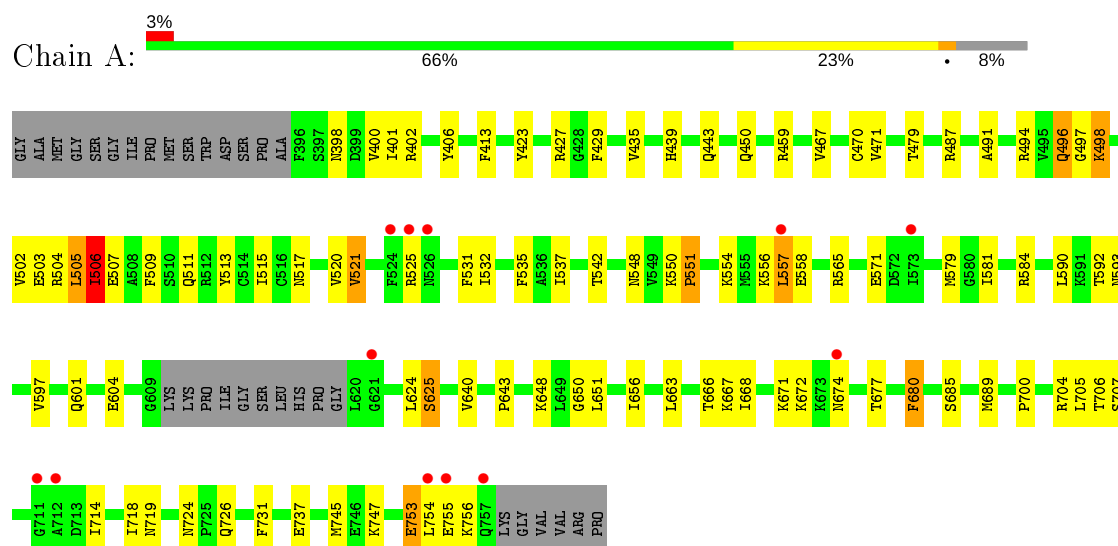 3%
Chain A:
66% 23% • 8%
GLY ALA MET GLY SER GLY ILE PRO MET SER TRP ASP SER PRO ALA F396 S397 N398 D399 V400 I401 R402 Y406 F413 Y423 R427 G428 F429 V435 H439 Q443 Q450 R459 V467 C470 V471 T479 R487 A491 R494 V495 Q496 G497 K498
V502 E503 R504 L505 I506 E507 A508 F509 S510 Q511 R512 Y513 C514 I515 C516 N517 V520 V521 F524 R525 N526 F531 I532 F535 A536 I537 T542 N548 V549 K550 P551 K554 M555 K556 L557 E558 R565 E571 D572 I573 M579 G580 I581 R584 L590 K591 T592 N593
V597 Q601 E604 G609 LYS LYS PRO ILE GLY SER LEU HIS PRO GLY L620 G621 L624 S625 V640 P643 K648 L649 G650 L651 I656 L663 T666 K667 I668 K671 K672 K673 N674 T677 F680 S685 M689 P700 R704 L705 T706 S707
G711 A712 D713 I714 I718 N719 N724 P725 Q726 F731 E737 M745 E746 K747 E753 L754 E755 K756 Q757 LYS GLY VAL VAL ARG PRO